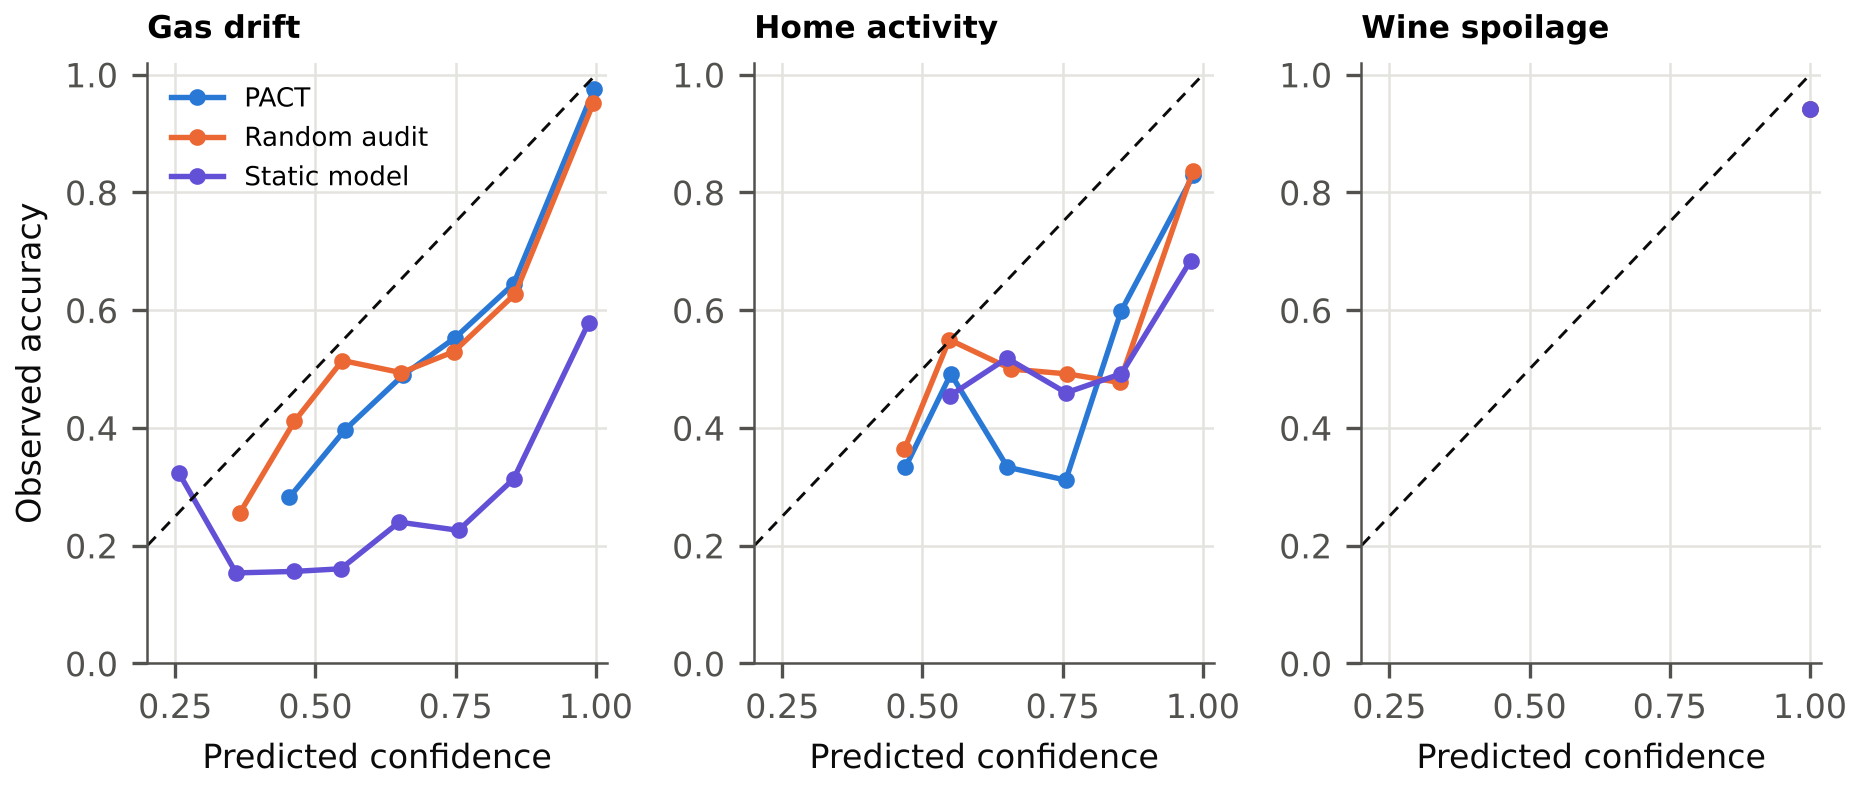 Gas drift
Home activity
Wine spoilage
Observed accuracy
1.0
0.8
0.6
0.4
0.2
0.0
PACT
Random audit
Static model
0.25 0.50 0.75 1.00
Predicted confidence
1.0
0.8
0.6
0.4
0.2
0.0
0.25 0.50 0.75 1.00
Predicted confidence
1.0
0.8
0.6
0.4
0.2
0.0
0.25 0.50 0.75 1.00
Predicted confidence